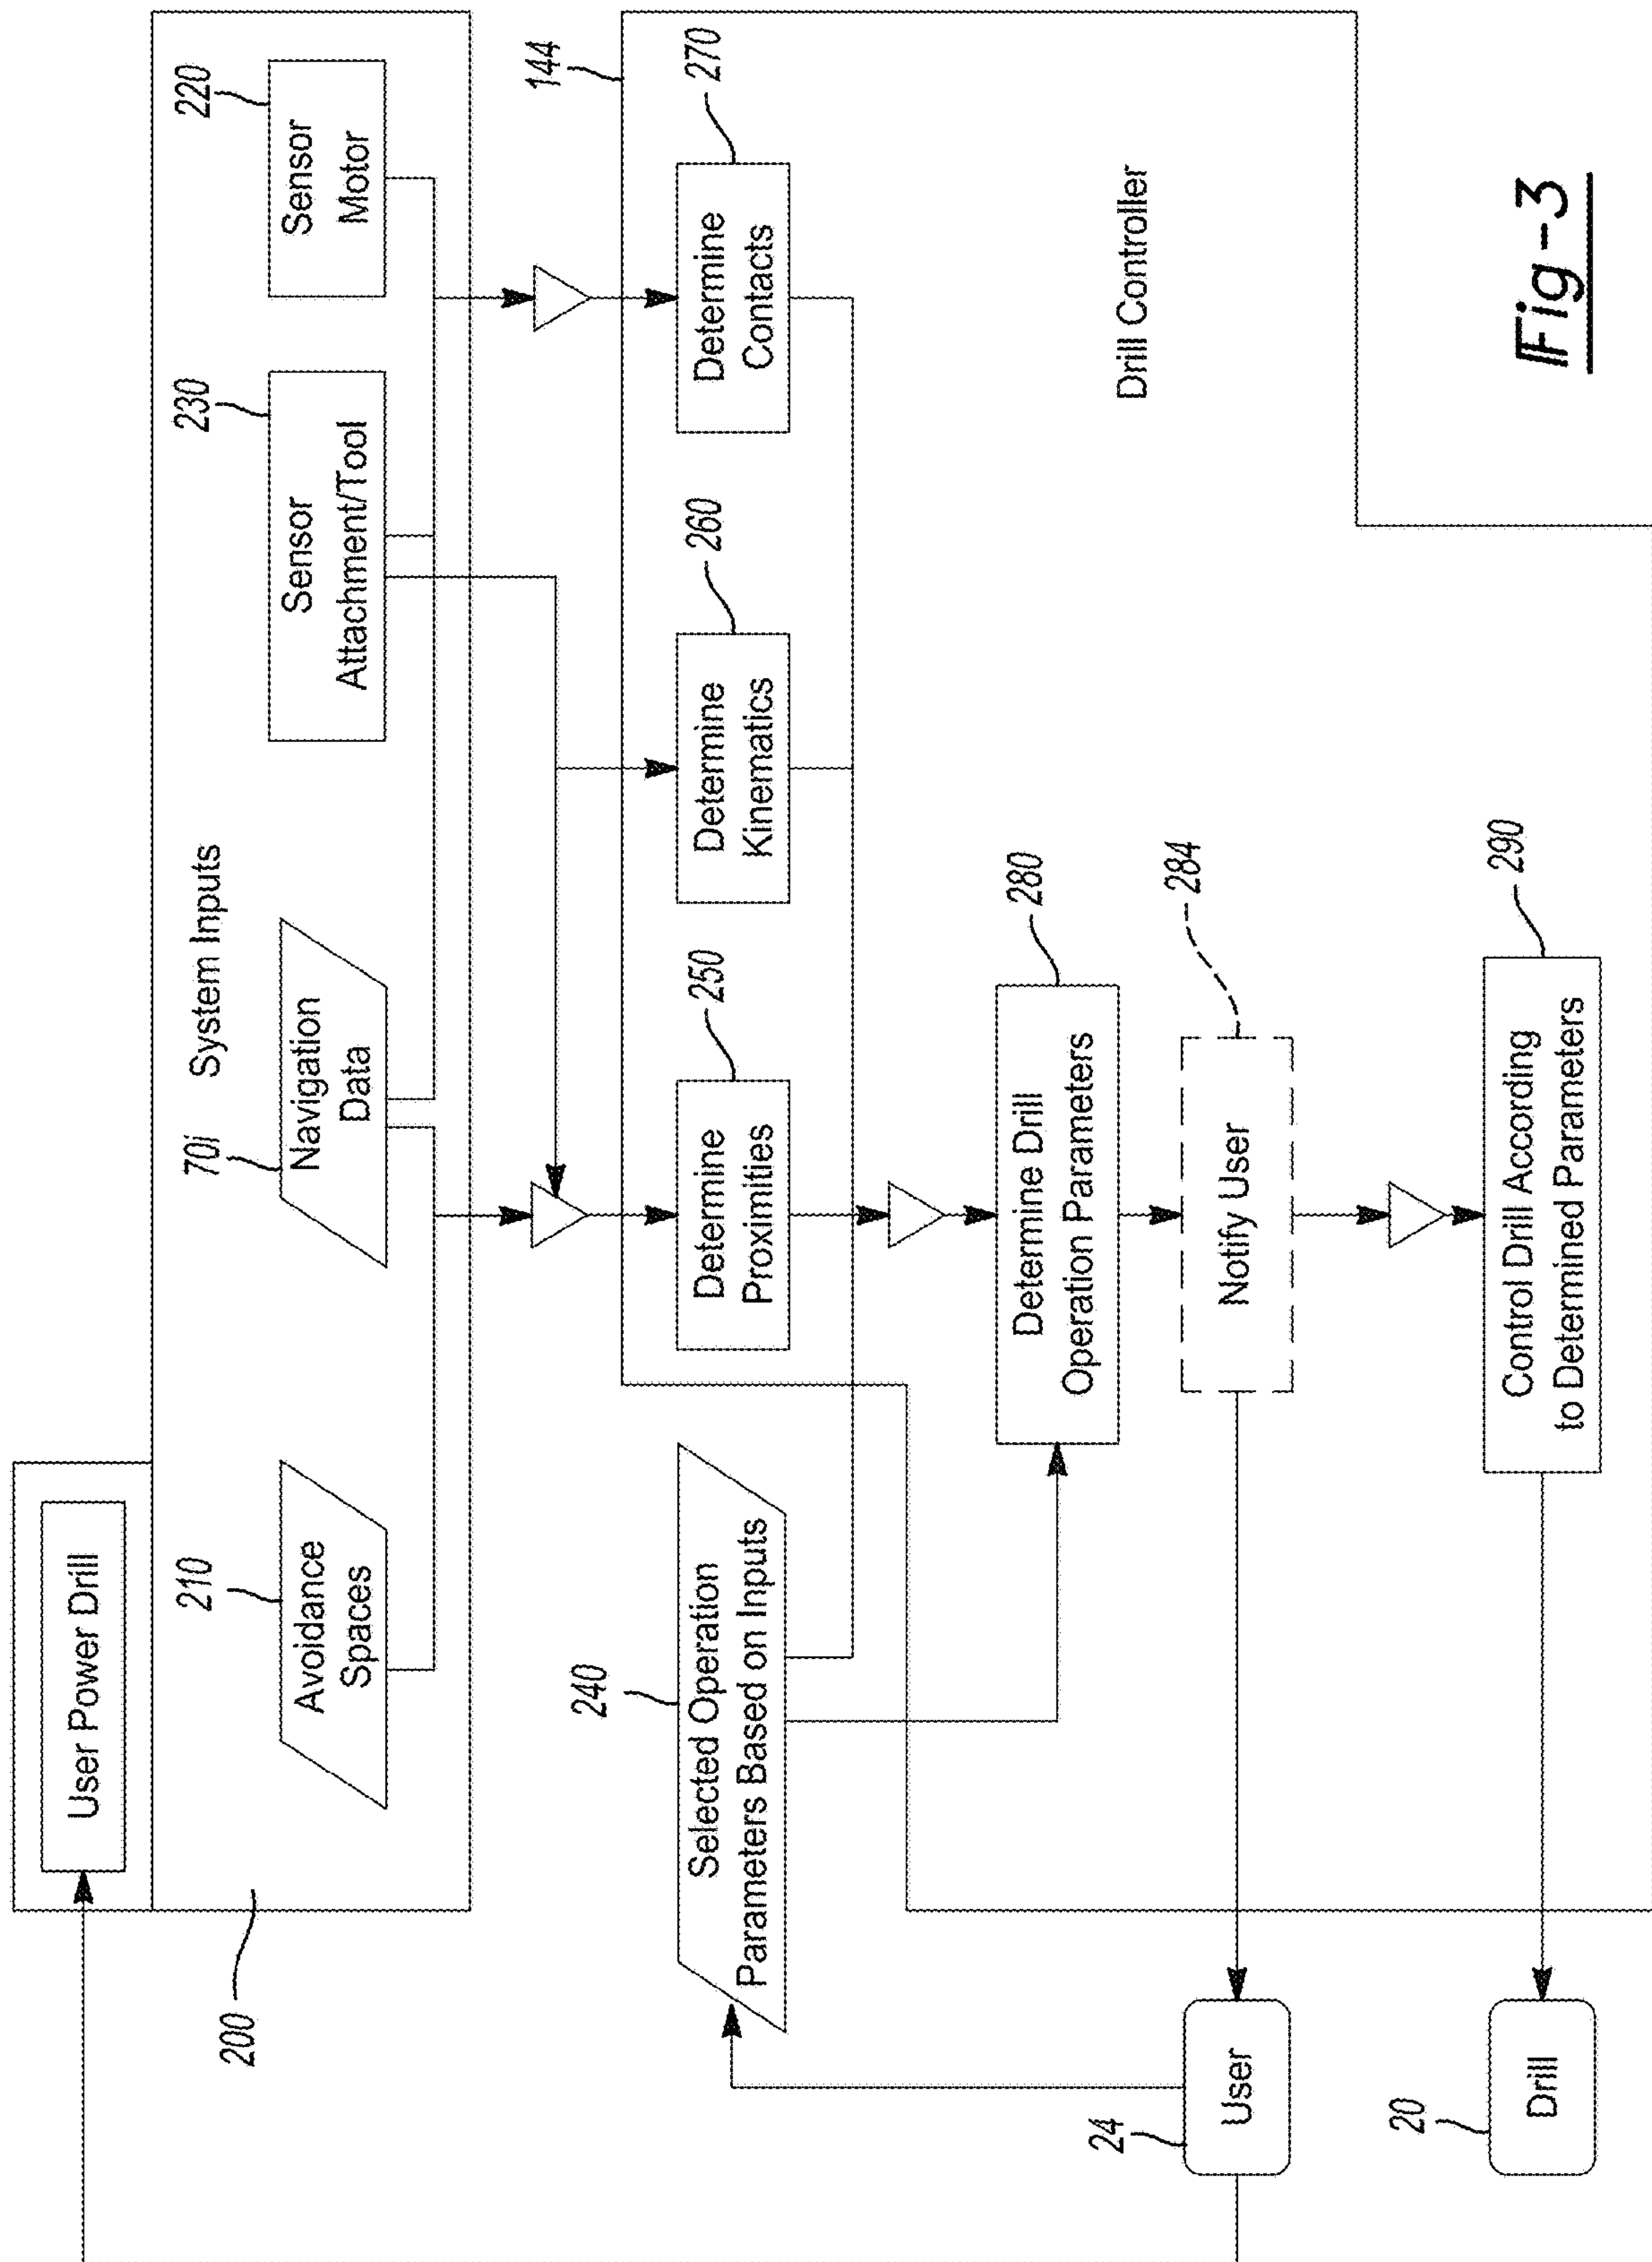 User Power Drill
200
System Inputs
210
Avoidance
Spaces
70i
Navigation
Data
230
Sensor
Attachment/Tool
220
Sensor
Motor
144
240
Selected Operation
Parameters Based on Inputs
250
Determine
Proximities
260
Determine
Kinematics
270
Determine
Contacts
280
Determine Drill
Operation Parameters
Drill Controller
24
User
284
Notify User
20
Drill
290
Control Drill According
to Determined Parameters
Fig-3